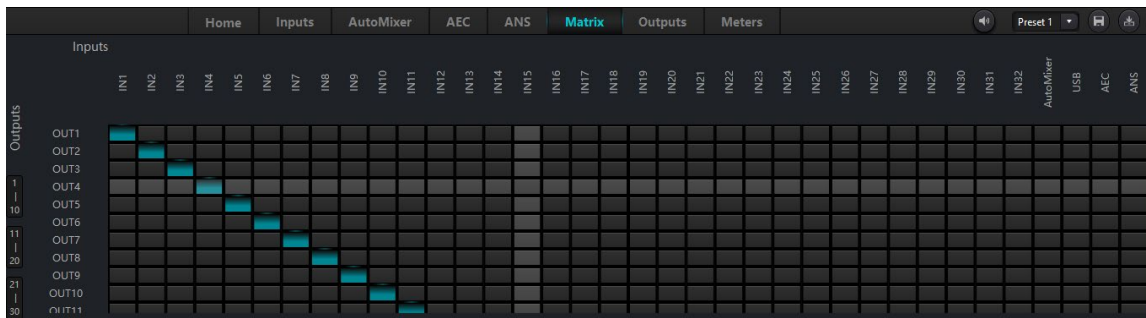 Home Inputs AutoMixer AEC ANS Matrix Outputs Meters Preset 1
Inputs
IN1 IN2 IN3 IN4 IN5 IN6 IN7 IN8 IN9 IN10 IN11 IN12 IN13 IN14 IN15 IN16 IN17 IN18 IN19 IN20 IN21 IN22 IN23 IN24 IN25 IN26 IN27 IN28 IN29 IN30 IN31 IN32 AutoMixer USB AEC ANS
Outputs
OUT1
OUT2
OUT3
OUT4
OUT5
OUT6
OUT7
OUT8
OUT9
OUT10
OUT11
1
|
10
11
|
20
21
|
30